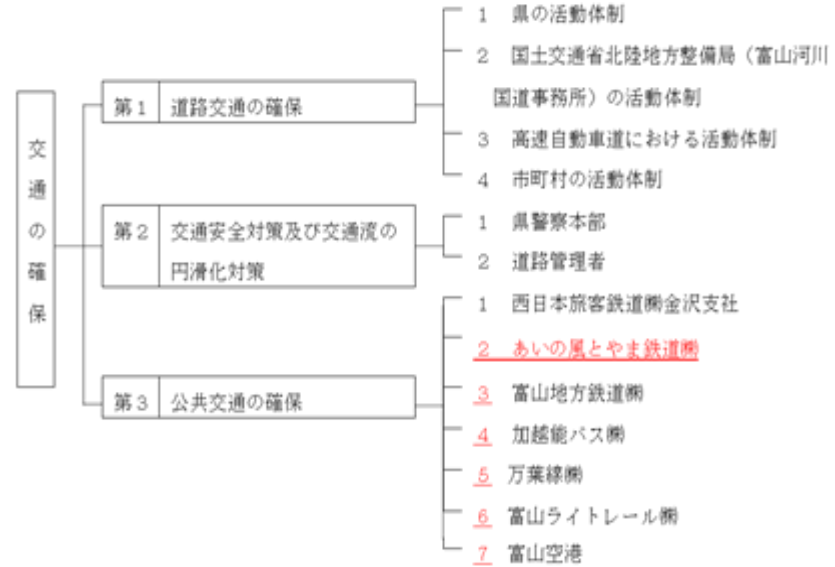 交通の確保
第1 道路交通の確保
1 県の活動体制
2 国土交通省北陸地方整備局（富山河川
国道事務所）の活動体制
3 高速自動車道における活動体制
4 市町村の活動体制
第2 交通安全対策及び交通流の
円滑化対策
1 県警察本部
2 道路管理者
第3 公共交通の確保
1 西日本旅客鉄道㈱金沢支社
2 あいの風とやま鉄道㈱
3 富山地方鉄道㈱
4 加越能バス㈱
5 万葉線㈱
6 富山ライトレール㈱
7 富山空港